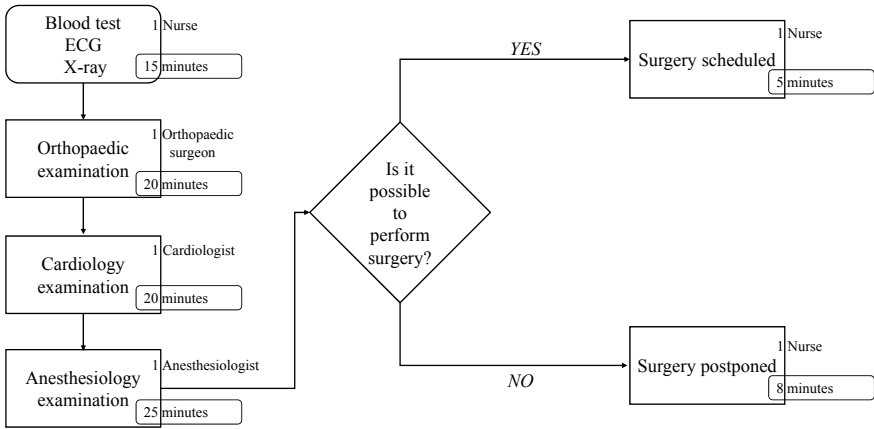 Blood test
ECG
X-ray
1 Nurse
15 minutes
Orthopaedic
examination
1 Orthopaedic
surgeon
20 minutes
Cardiology
examination
1 Cardiologist
20 minutes
Anesthesiology
examination
1 Anesthesiologist
25 minutes
Is it
possible
to
perform
surgery?
YES
Surgery scheduled
1 Nurse
5 minutes
NO
Surgery postponed
1 Nurse
8 minutes